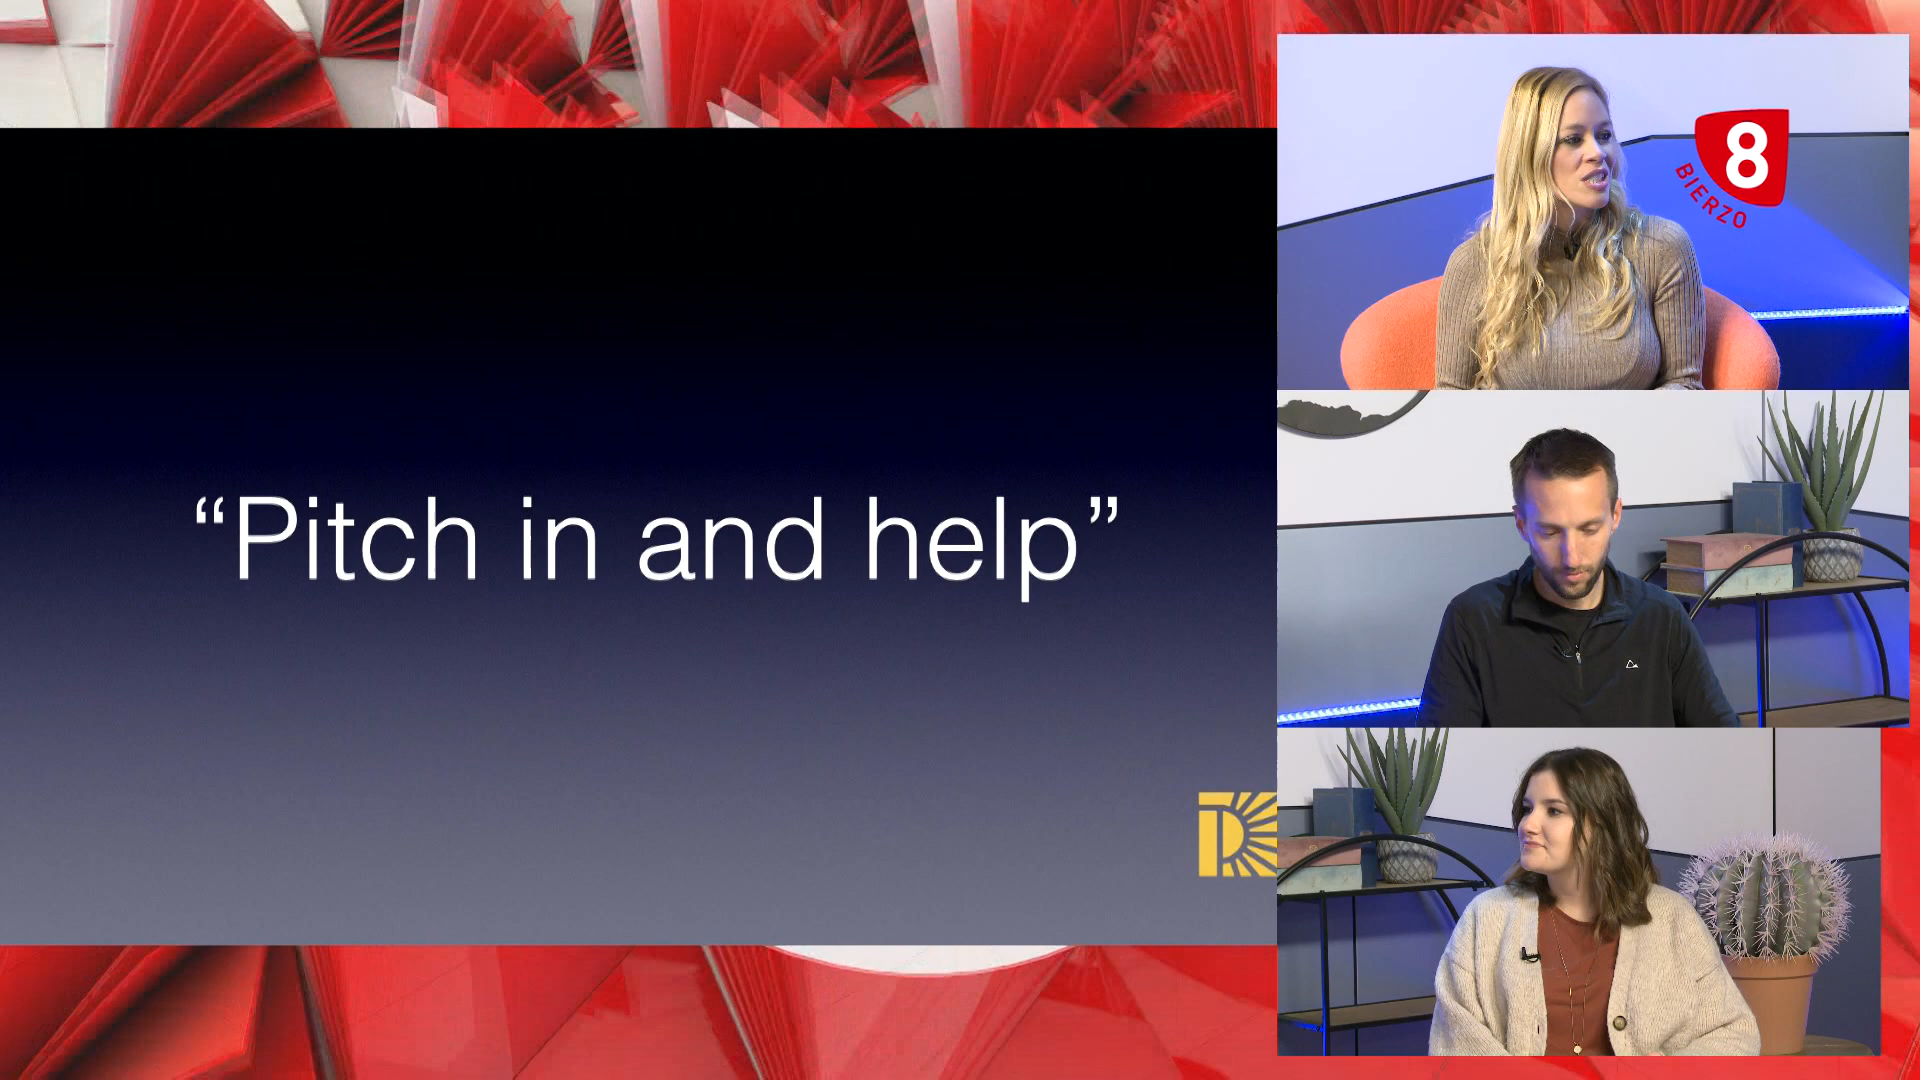 “Pitch in and help”
8
BIERZO